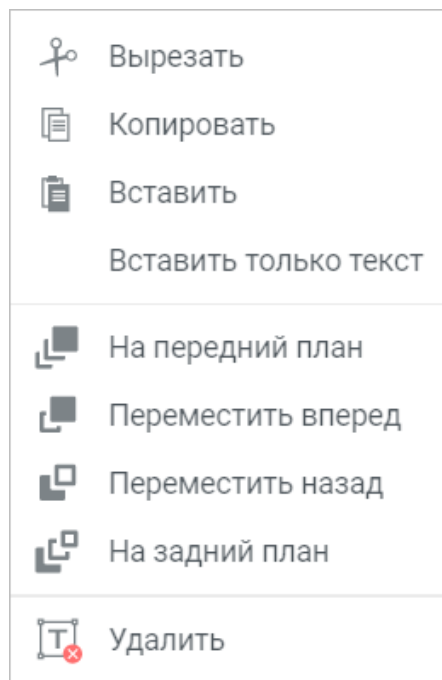 Вырезать
Копировать
Вставить
Вставить только текст
На передний план
Переместить вперед
Переместить назад
На задний план
Удалить